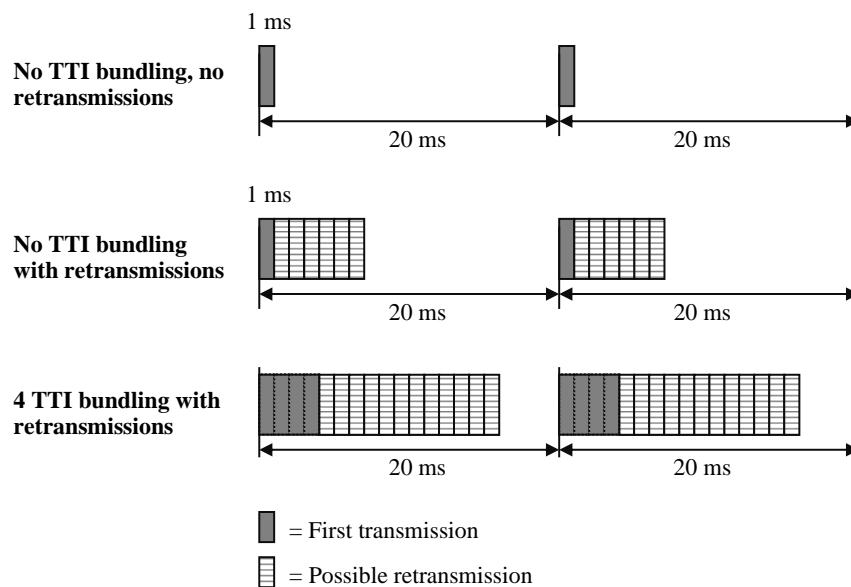 1 ms
No TTI bundling, no
retransmissions
20 ms
20 ms
1 ms
No TTI bundling
with retransmissions
20 ms
20 ms
4 TTI bundling with
retransmissions
20 ms
20 ms
= First transmission
= Possible retransmission